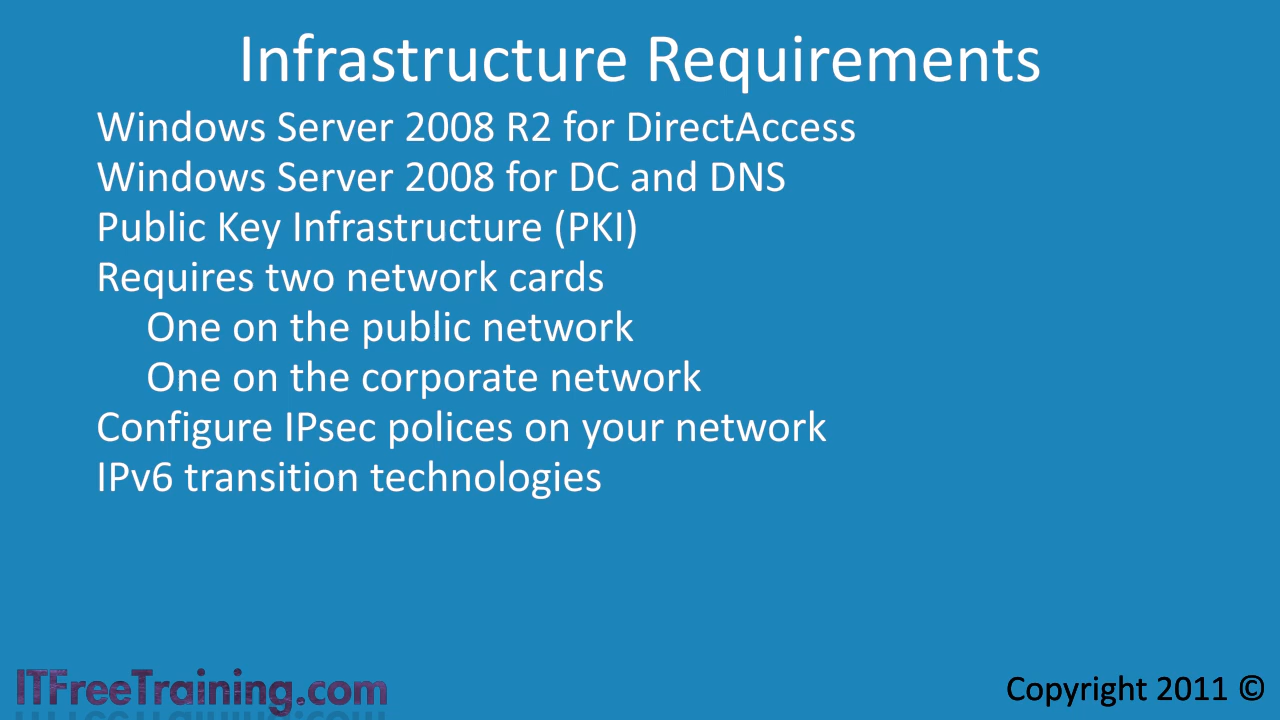 Infrastructure Requirements
Windows Server 2008 R2 for DirectAccess
Windows Server 2008 for DC and DNS
Public Key Infrastructure (PKI)
Requires two network cards
One on the public network
One on the corporate network
Configure IPsec polices on your network
IPv6 transition technologies
ITFreeTraining.com
Copyright 2011 ©